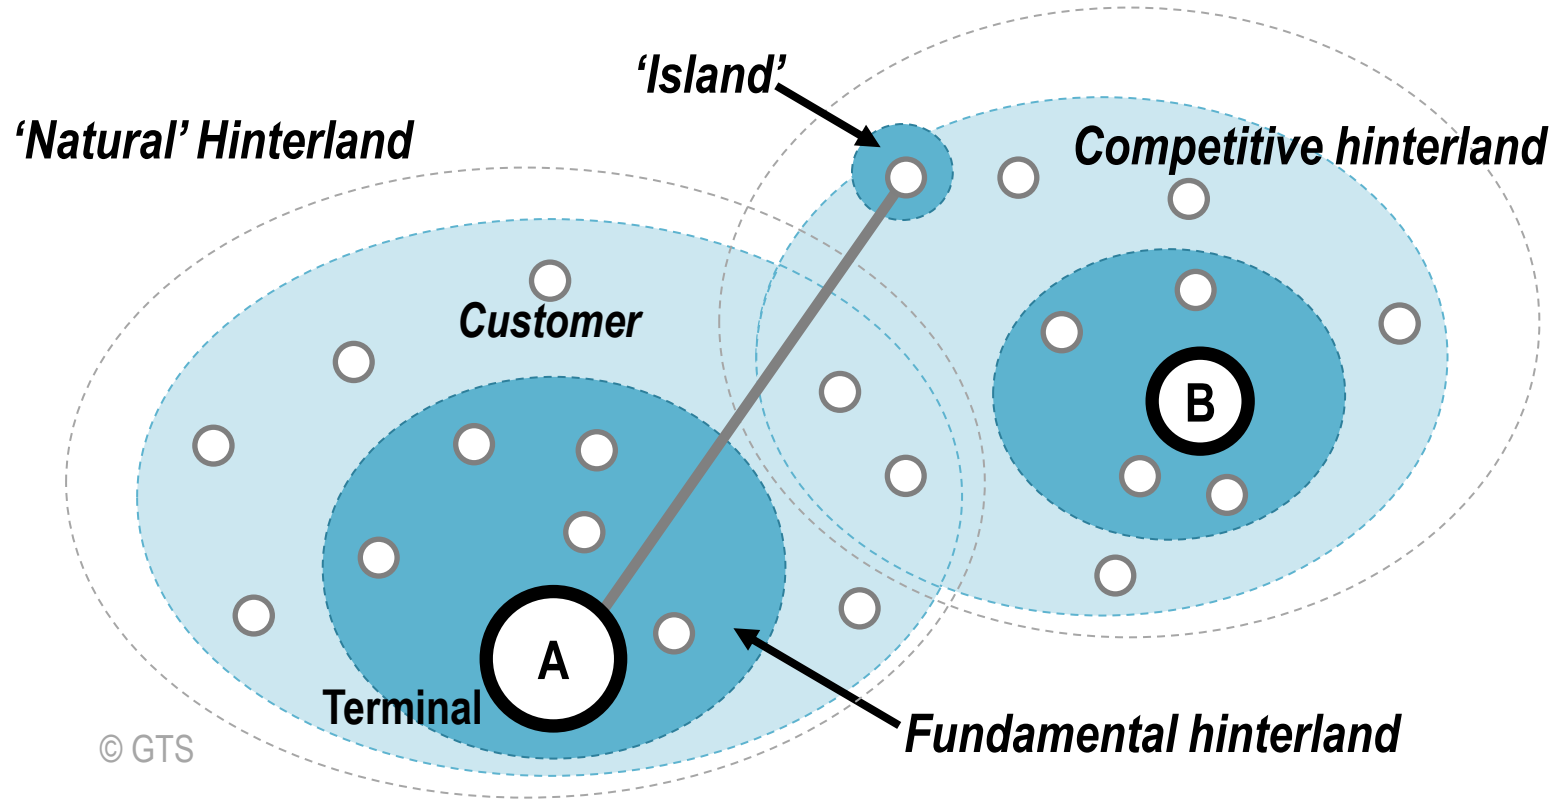 ‘Island’
‘Natural’ Hinterland
Competitive hinterland
Customer
B
A
Terminal
Fundamental hinterland
© GTS